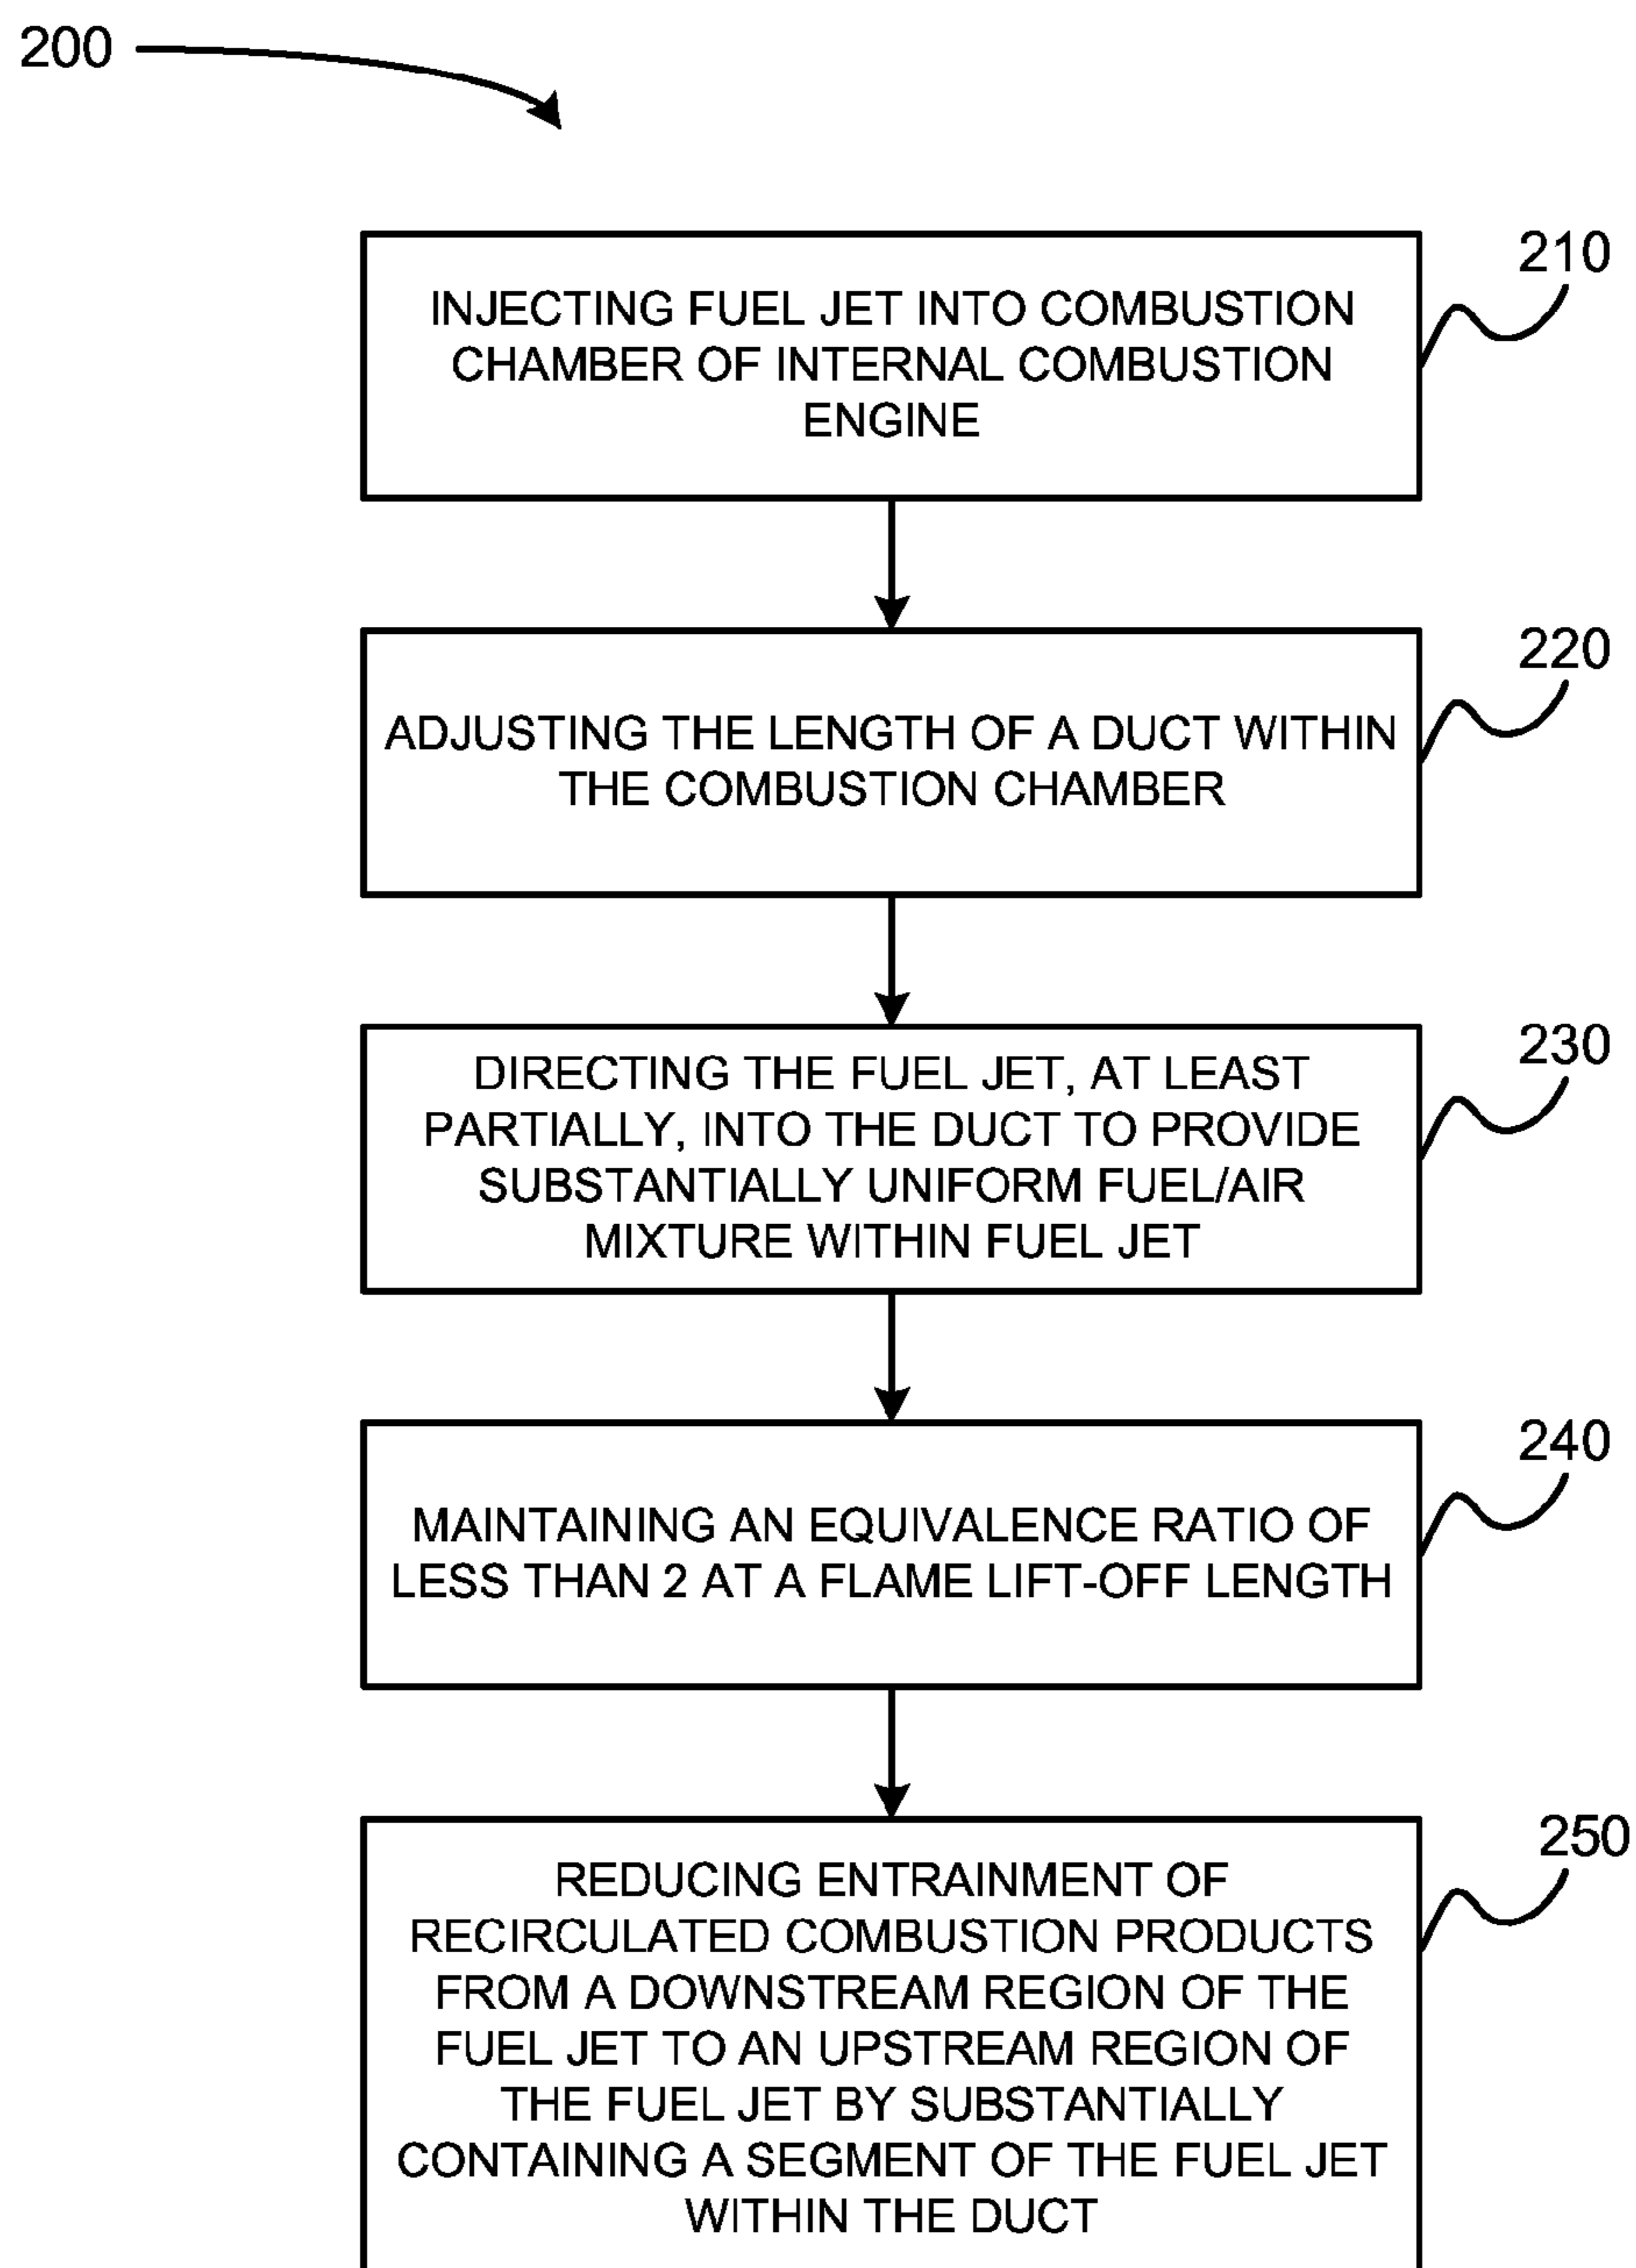 200
210
INJECTING FUEL JET INTO COMBUSTION
CHAMBER OF INTERNAL COMBUSTION
ENGINE
220
ADJUSTING THE LENGTH OF A DUCT WITHIN
THE COMBUSTION CHAMBER
230
DIRECTING THE FUEL JET, AT LEAST
PARTIALLY, INTO THE DUCT TO PROVIDE
SUBSTANTIALLY UNIFORM FUEL/AIR
MIXTURE WITHIN FUEL JET
240
MAINTAINING AN EQUIVALENCE RATIO OF
LESS THAN 2 AT A FLAME LIFT-OFF LENGTH
250
REDUCING ENTRAINMENT OF
RECIRCULATED COMBUSTION PRODUCTS
FROM A DOWNSTREAM REGION OF THE
FUEL JET TO AN UPSTREAM REGION OF
THE FUEL JET BY SUBSTANTIALLY
CONTAINING A SEGMENT OF THE FUEL JET
WITHIN THE DUCT